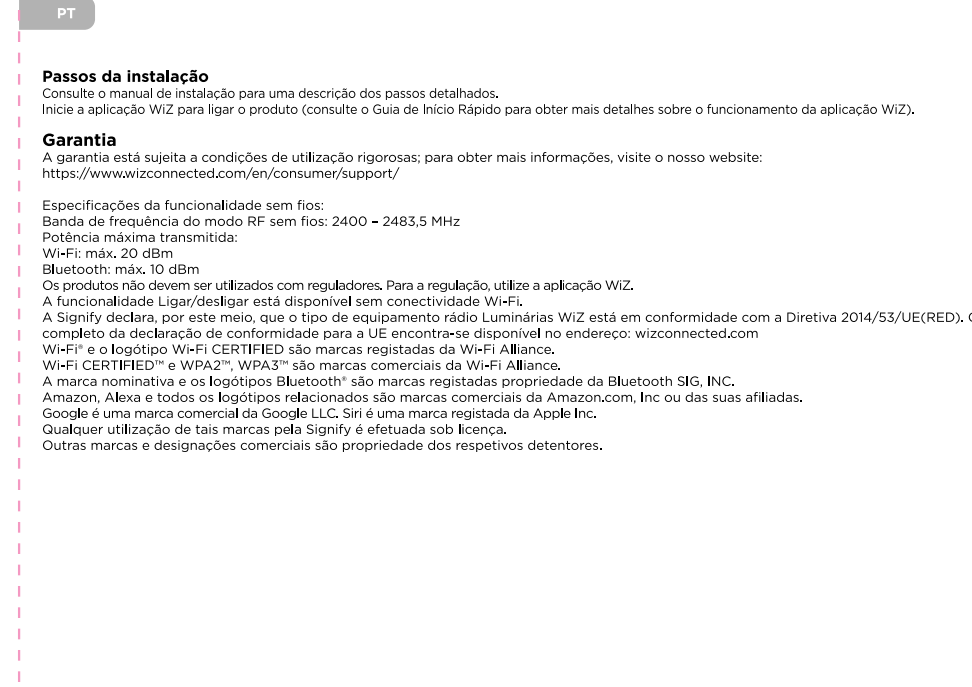 PT
Passos da instalação
Consulte o manual de instalação para uma descrição dos passos detalhados.
Inicie a aplicação WiZ para ligar o produto (consulte o Guia de Início Rápido para obter mais detalhes sobre o funcionamento da aplicação WiZ).
Garantia
A garantia está sujeita a condições de utilização rigorosas; para obter mais informações, visite o nosso website:
https://www.wizconnected.com/en/consumer/support/
Especificações da funcionalidade sem fios:
Banda de frequência do modo RF sem fios: 2400 – 2483,5 MHz
Potência máxima transmitida:
Wi-Fi: máx. 20 dBm
Bluetooth: máx. 10 dBm
Os produtos não devem ser utilizados com reguladores. Para a regulação, utilize a aplicação WiZ.
A funcionalidade Ligar/desligar está disponível sem conectividade Wi-Fi.
A Signify declara, por este meio, que o tipo de equipamento rádio Luminárias WiZ está em conformidade com a Diretiva 2014/53/UE(RED).
completo da declaração de conformidade para a UE encontra-se disponível no endereço: wizconnected.com
Wi-Fi® e o logótipo Wi-Fi CERTIFIED são marcas registadas da Wi-Fi Alliance.
Wi-Fi CERTIFIED™ e WPA2™, WPA3™ são marcas comerciais da Wi-Fi Alliance.
A marca nominativa e os logótipos Bluetooth® são marcas registadas propriedade da Bluetooth SIG, INC.
Amazon, Alexa e todos os logótipos relacionados são marcas comerciais da Amazon.com, Inc ou das suas afiliadas.
Google é uma marca comercial da Google LLC. Siri é uma marca registada da Apple Inc.
Qualquer utilização de tais marcas pela Signify é efetuada sob licença.
Outras marcas e designações comerciais são propriedade dos respetivos detentores.